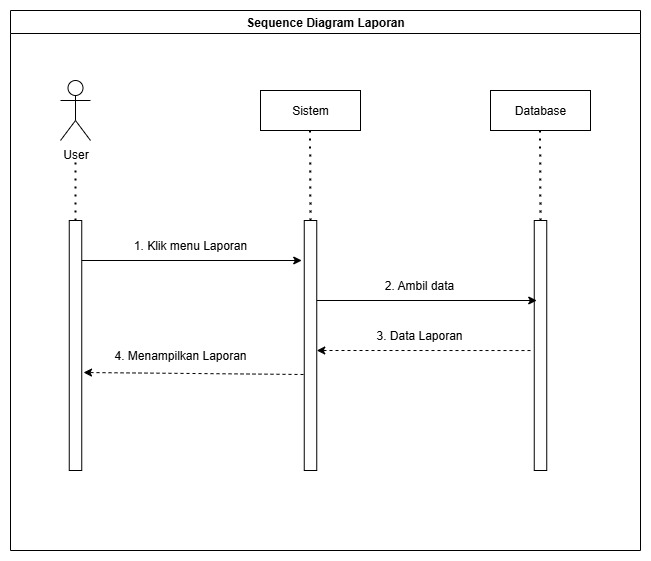 Sequence Diagram Laporan
User
Sistem
Database
1. Klik menu Laporan
2. Ambil data
3. Data Laporan
4. Menampilkan Laporan